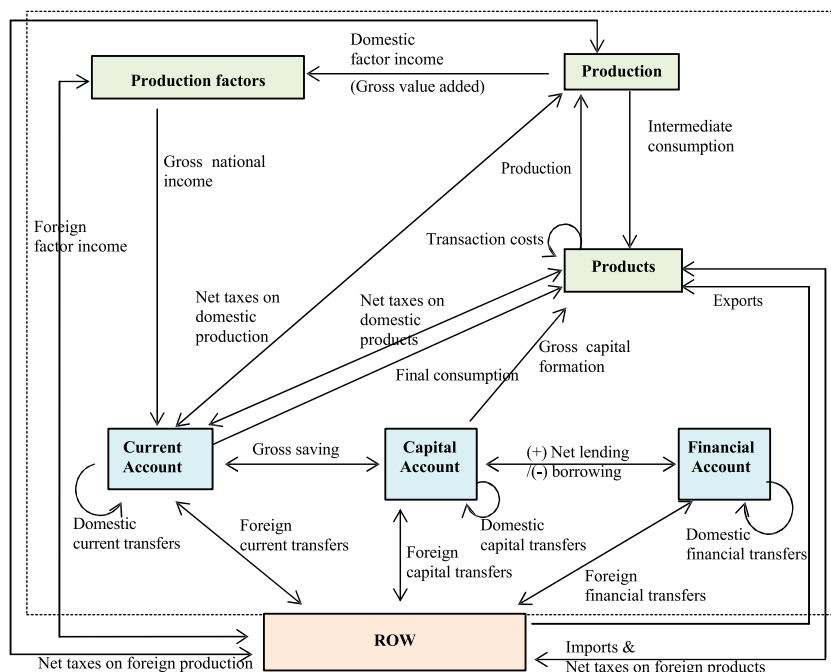 Domestic
factor income
(Gross value added)
Production factors
Production
Gross national
income
Intermediate
consumption
Production
Foreign
factor income
Transaction costs
Products
Net taxes on
domestic
production
Net taxes on
domestic
products
Exports
Gross capital
formation
Final consumption
Current
Account
Gross saving
Capital
Account
(+) Net lending
/(-) borrowing
Financial
Account
Domestic
current transfers
Foreign
current transfers
Foreign
capital transfers
Domestic
capital transfers
Foreign
financial transfers
Domestic
financial transfers
ROW
Net taxes on foreign production
Imports &
Net taxes on foreign products